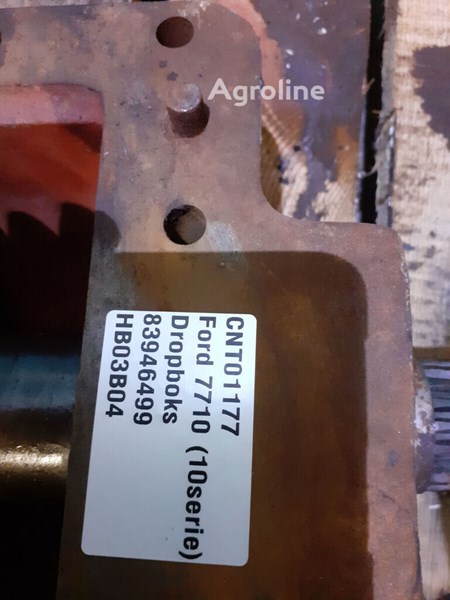 Agroline
CNT01177
Ford 7710 (10serie)
Dropboks
83946499
HB03B04